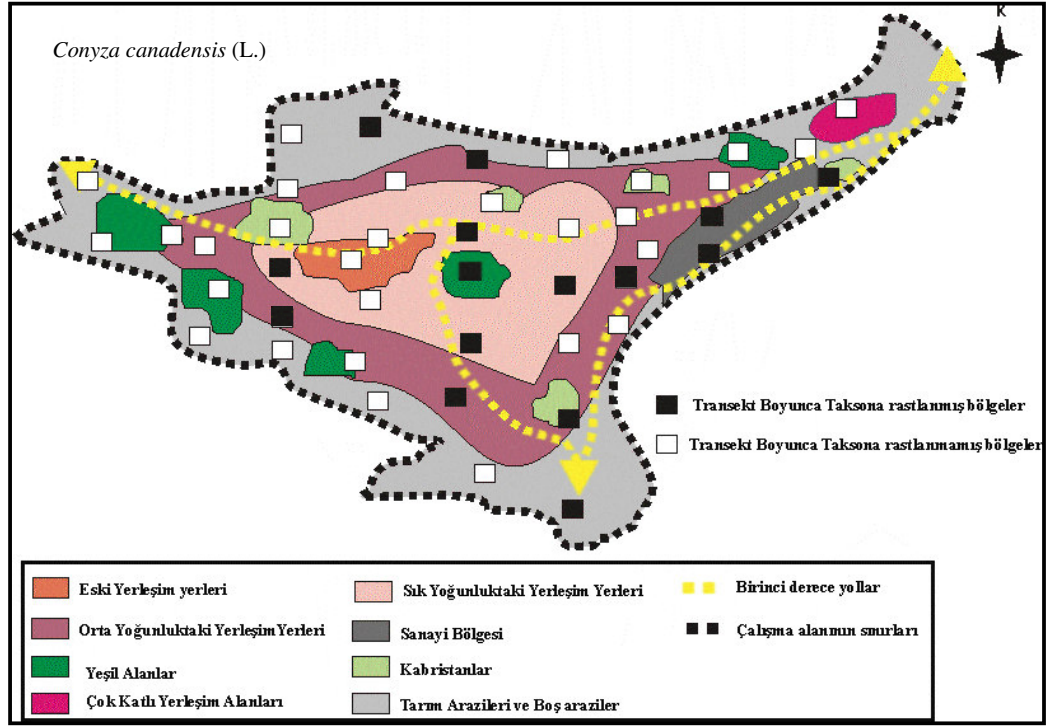 K
Conyza canadensis (L.)
Transekt Boyunca Taksona rastlanmış bölgeler
Transekt Boyunca Taksona rastlanmamış bölgeler
Eski Yerleşim yerleri
Sık Yoğunluktaki Yerleşim Yerleri
Birinci derece yollar
Orta Yoğunluktaki Yerleşim Yerleri
Sanayi Bölgesi
Çalışma alanının sınırları
Yeşil Alanlar
Kabristanlar
Çok Katlı Yerleşim Alanları
Tarım Arazileri ve Boş araziler